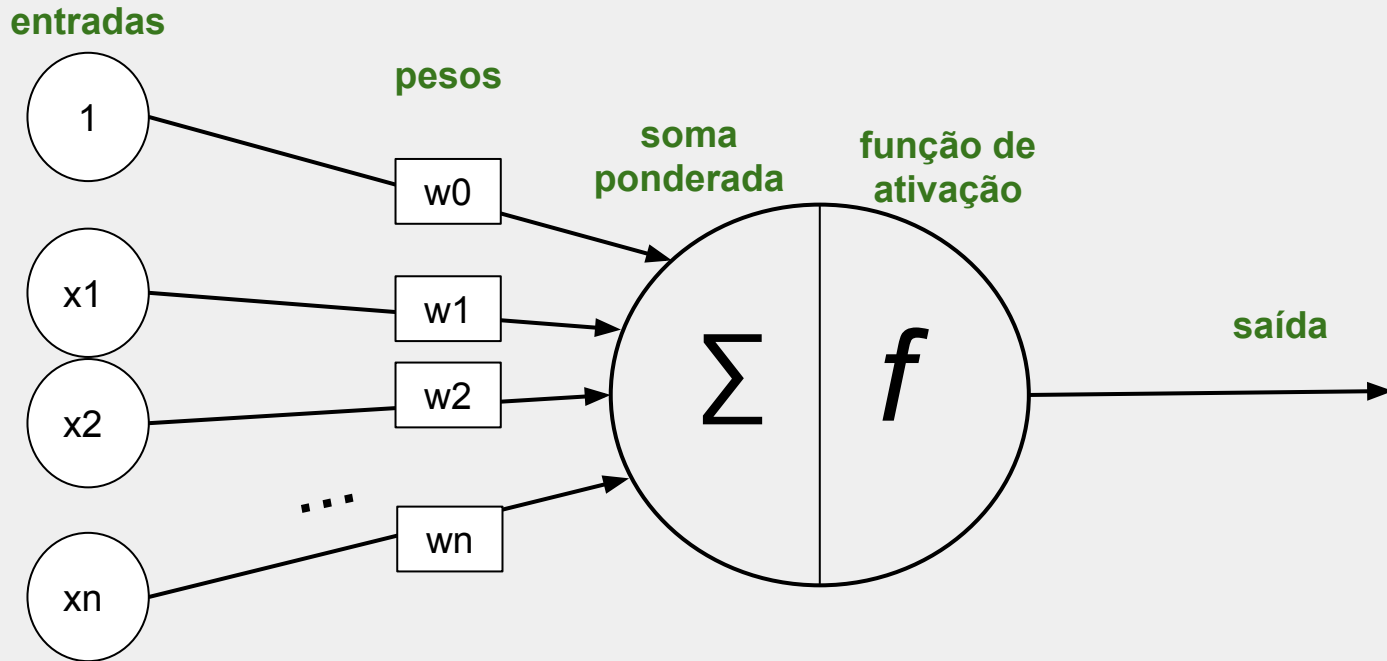 entradas
1
pesos
w0
soma
ponderada
função de
ativação
x1
w1
x2
w2
Σ
f
saída
...
xn
wn